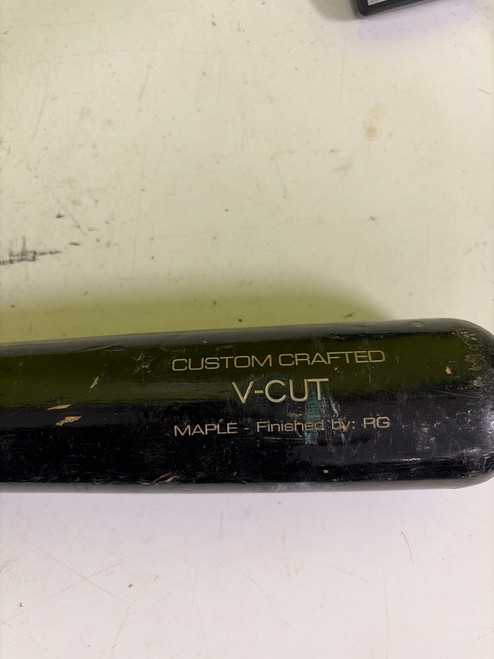 CUSTOM CRAFTED
V-CUT
MAPLE - Finished by: RG